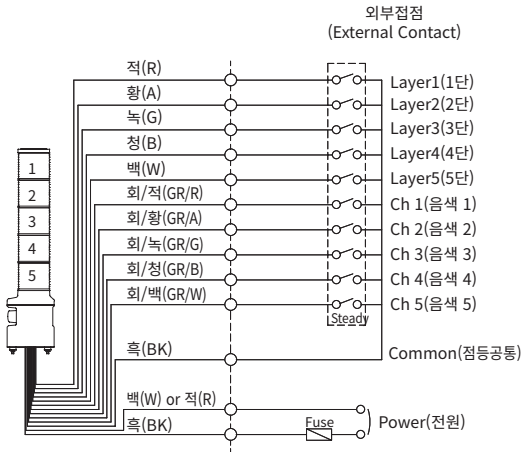 외부접점
(External Contact)
적(R)
Layer1(1단)
황(A)
Layer2(2단)
녹(G)
Layer3(3단)
청(B)
Layer4(4단)
백(W)
Layer5(5단)
회/적(GR/R)
Ch 1(음색 1)
회/황(GR/A)
Ch 2(음색 2)
회/녹(GR/G)
Ch 3(음색 3)
회/청(GR/B)
Ch 4(음색 4)
회/백(GR/W)
Ch 5(음색 5)
Steady
1
2
3
4
5
흑(BK)
Common(점등공통)
백(W) or 적(R)
흑(BK)
Fuse
Power(전원)